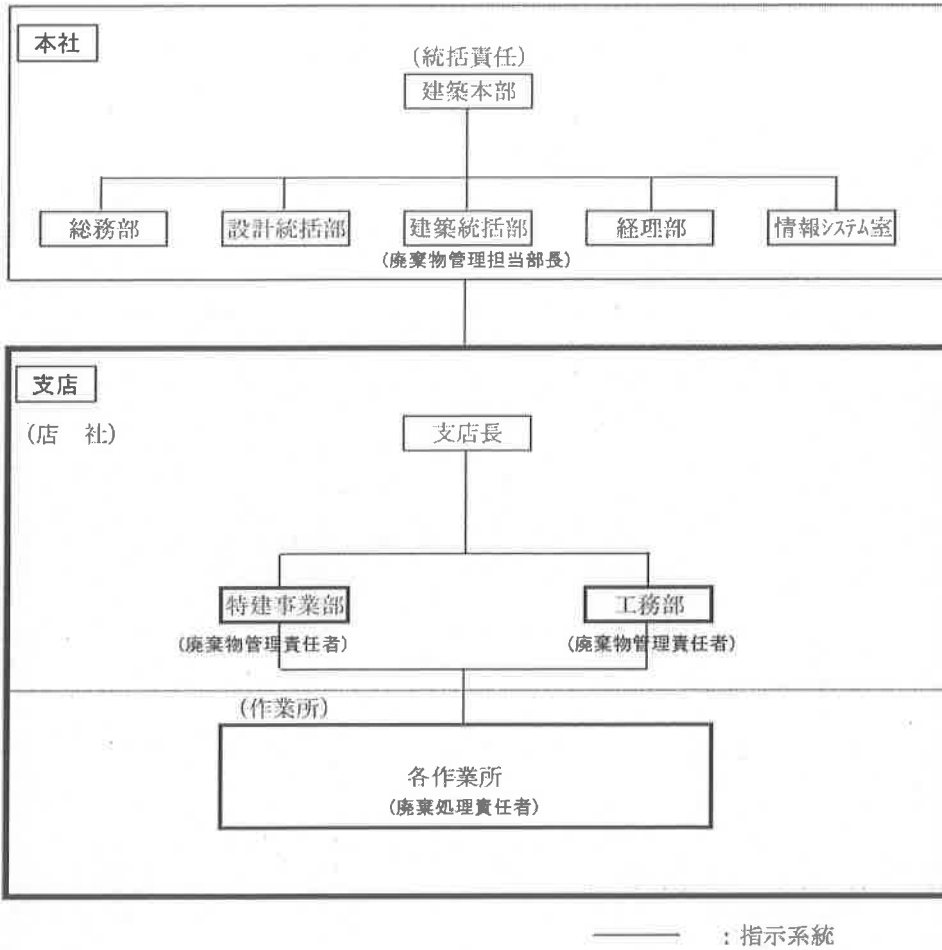 本社
(統括責任)
建築本部
総務部
設計統括部
建築統括部
経理部
情報システム室
(廃棄物管理担当部長)
支店
(店　社)
支店長
特建事業部
工務部
(廃棄物管理責任者)
(廃棄物管理責任者)
(作業所)
各作業所
(廃棄処理責任者)
：指示系統